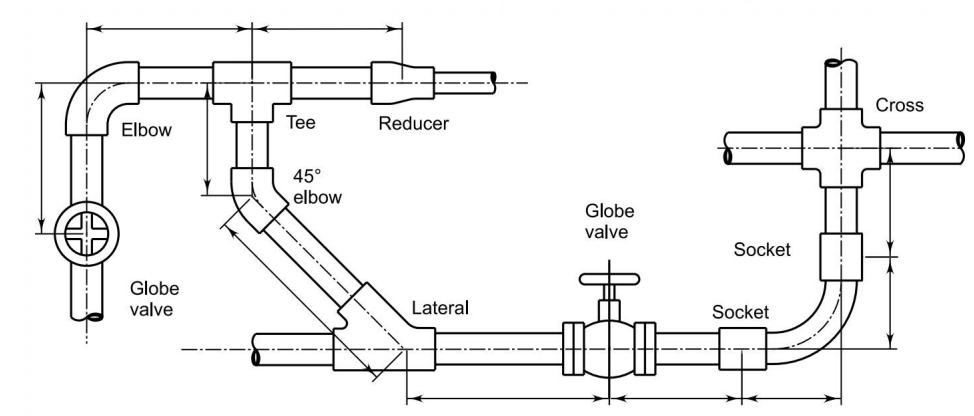 Cross
Elbow
Tee
Reducer
45°
elbow
Globe
valve
Socket
Globe
valve
Lateral
Socket